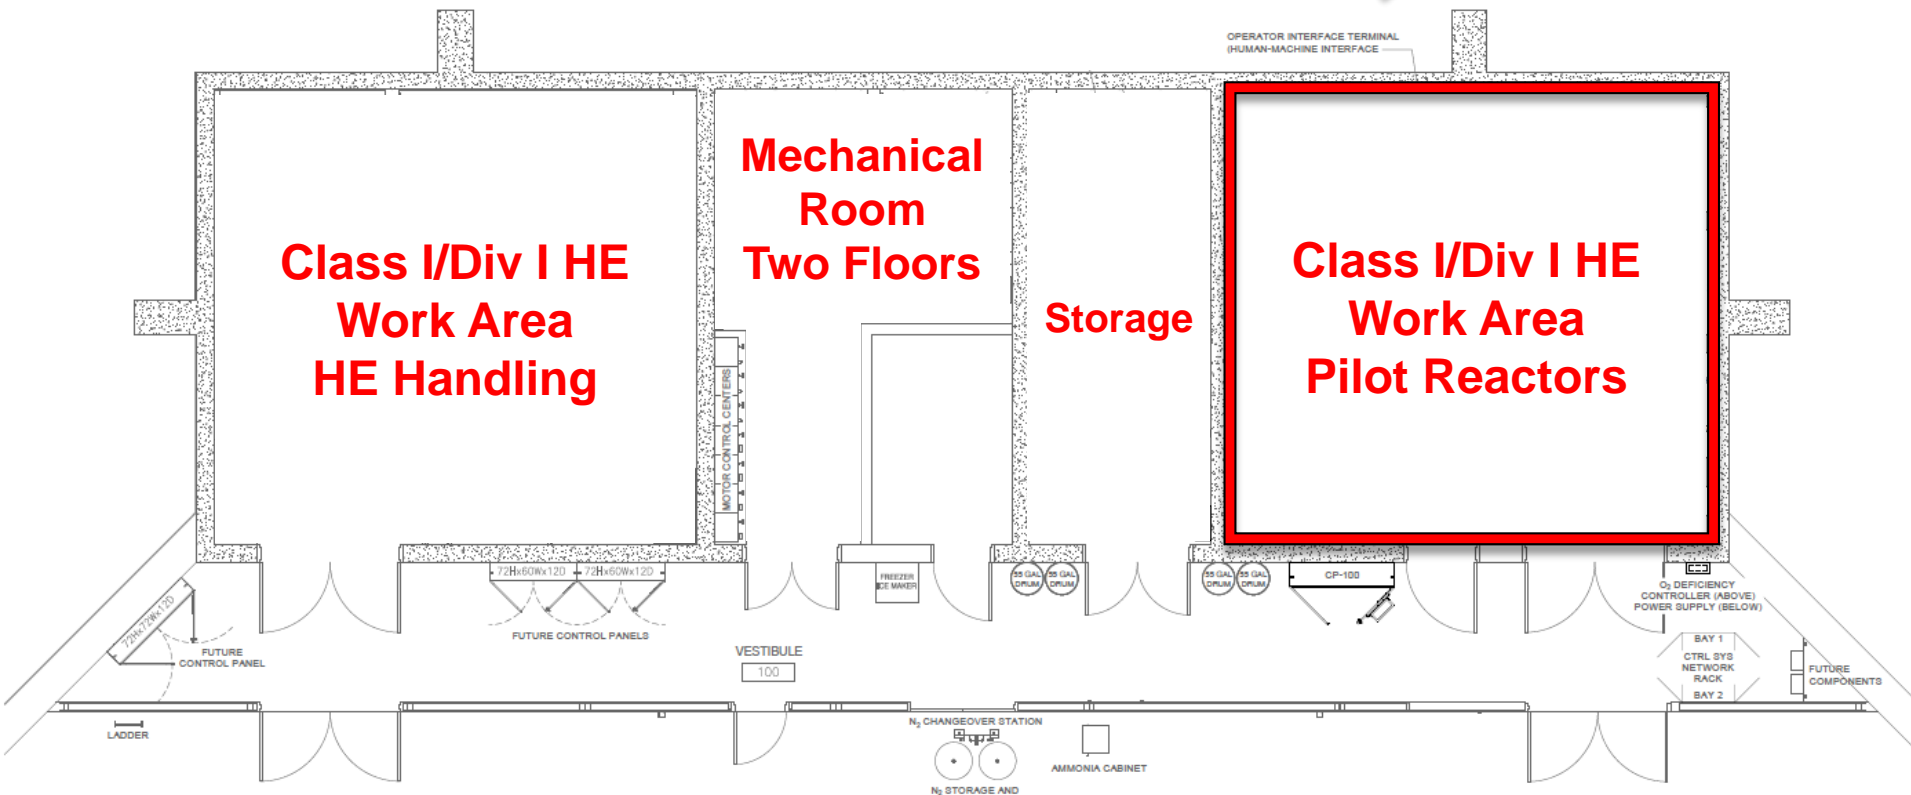 OPERATOR INTERFACE TERMINAL
(HUMAN-MACHINE INTERFACE
Class I/Div I HE
Work Area
HE Handling
Mechanical
Room
Two Floors
Storage
Class I/Div I HE
Work Area
Pilot Reactors
MOTOR CONTROL CENTERS
72Hx72Wx12D
FUTURE
CONTROL PANEL
72Hx60Wx12D
72Hx60Wx12D
FUTURE CONTROL PANELS
FREEZER
ICE MAKER
55 GAL
DRUM
55 GAL
DRUM
55 GAL
DRUM
55 GAL
DRUM
CP-100
O₂ DEFICIENCY
CONTROLLER (ABOVE)
POWER SUPPLY (BELOW)
VESTIBULE
100
BAY 1
CTRL SYS
NETWORK
RACK
BAY 2
FUTURE
COMPONENTS
LADDER
N₂ CHANGEOVER STATION
AMMONIA CABINET
N₂ STORAGE AND